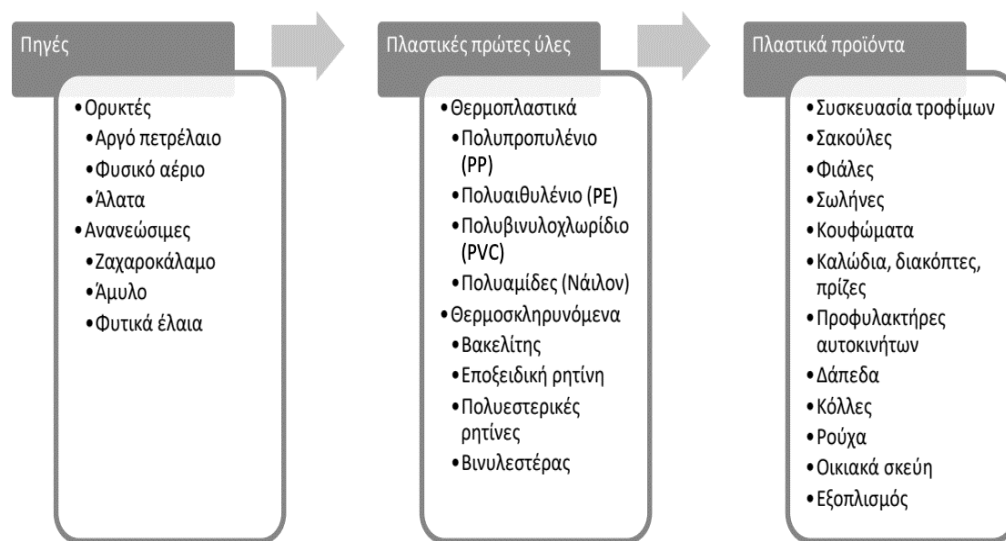 Πηγές
• Ορυκτές
• Αργό πετρέλαιο
• Φυσικό αέριο
• Άλατα
• Ανανεώσιμες
• Ζαχαροκάλαμο
• Άμυλο
• Φυτικά έλαια
Πλαστικές πρώτες ύλες
• Θερμοπλαστικά
• Πολυπροπυλένιο
(PP)
• Πολυαιθυλένιο (PE)
• Πολυβινυλοχλωρίδιο
(PVC)
• Πολυαμίδες (Νάιλον)
• Θερμοσκληρυνόμενα
• Βακελίτης
• Εποξειδική ρητίνη
• Πολυεστερικές
ρητίνες
• Βινυλεστέρας
Πλαστικά προϊόντα
• Συσκευασία τροφίμων
• Σακούλες
• Φιάλες
• Σωλήνες
• Κουφώματα
• Καλώδια, διακόπτες,
πρίζες
• Προφυλακτήρες
αυτοκινήτων
• Δάπεδα
• Κόλλες
• Ρούχα
• Οικιακά σκεύη
• Εξοπλισμός